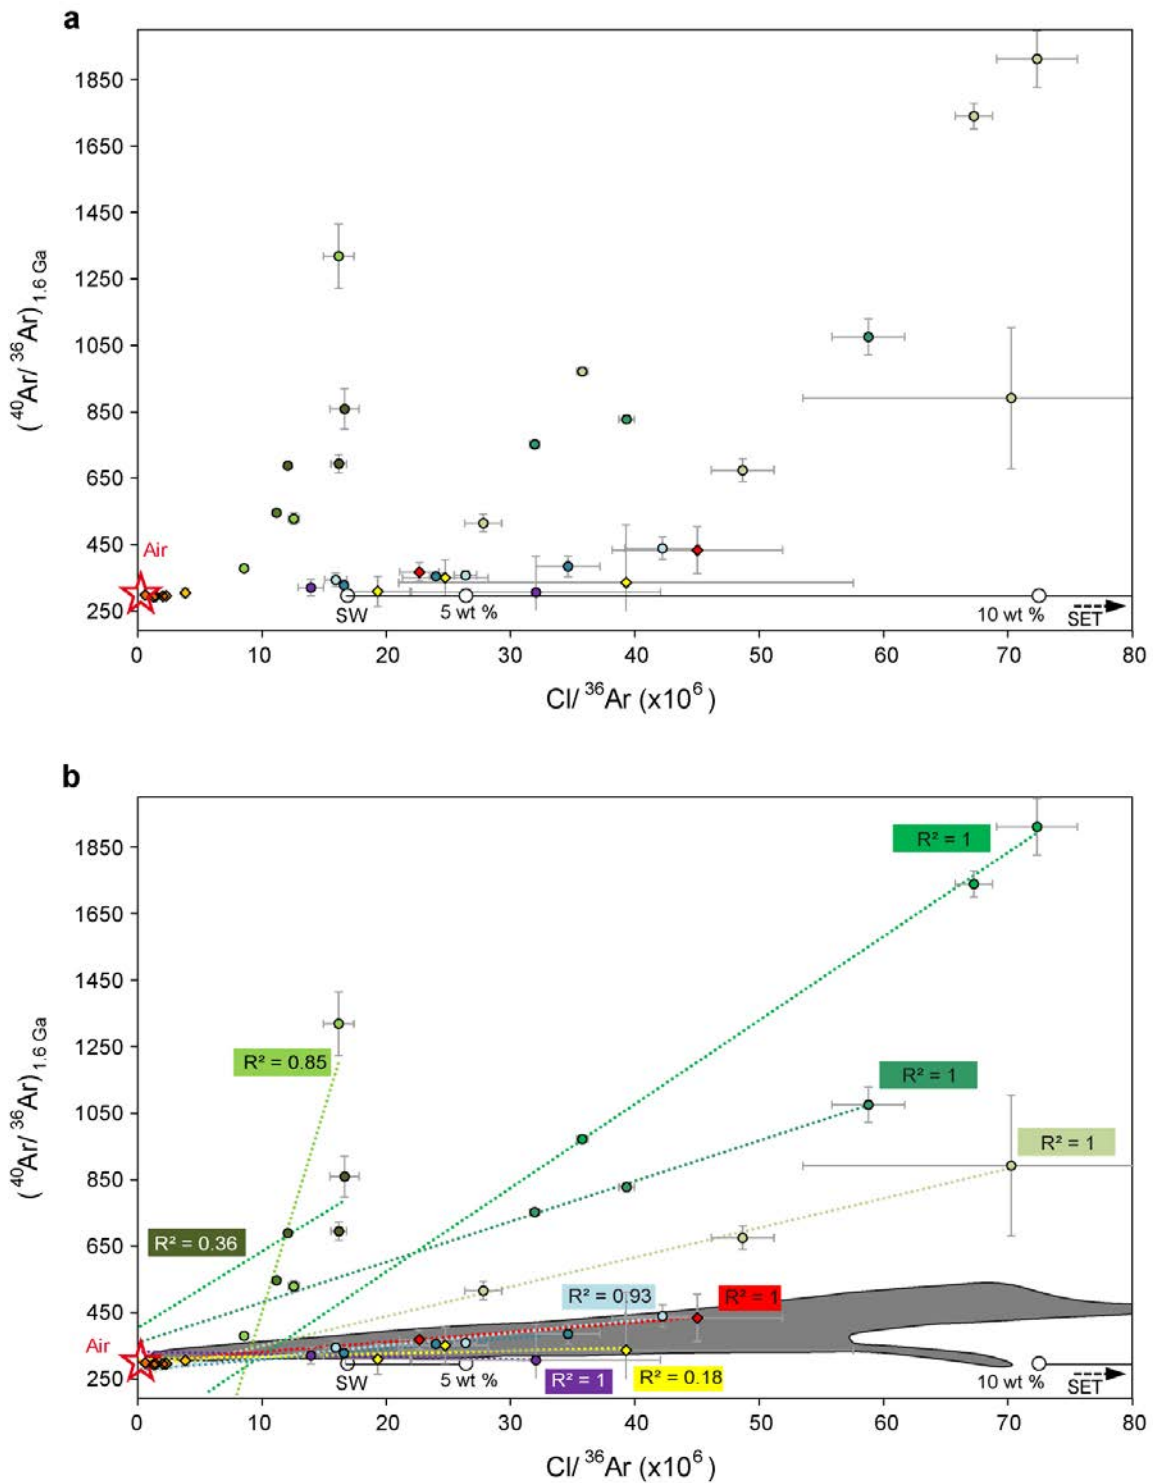 a
1850
1650
1450
1250
1050
850
650
450
250
(⁴⁰Ar/³⁶Ar)1.6 Ga
Air
SW
5 wt %
10 wt %
SET
0
10
20
30
40
50
60
70
80
Cl/ ³⁶Ar (x10⁶)
b
1850
1650
1450
1250
1050
850
650
450
250
(⁴⁰Ar/³⁶Ar)1.6 Ga
R² = 1
R² = 0.85
R² = 1
R² = 1
R² = 0.36
R² = 0.93
R² = 1
Air
R² = 1
R² = 0.18
SW
5 wt %
10 wt %
SET
0
10
20
30
40
50
60
70
80
Cl/ ³⁶Ar (x10⁶)